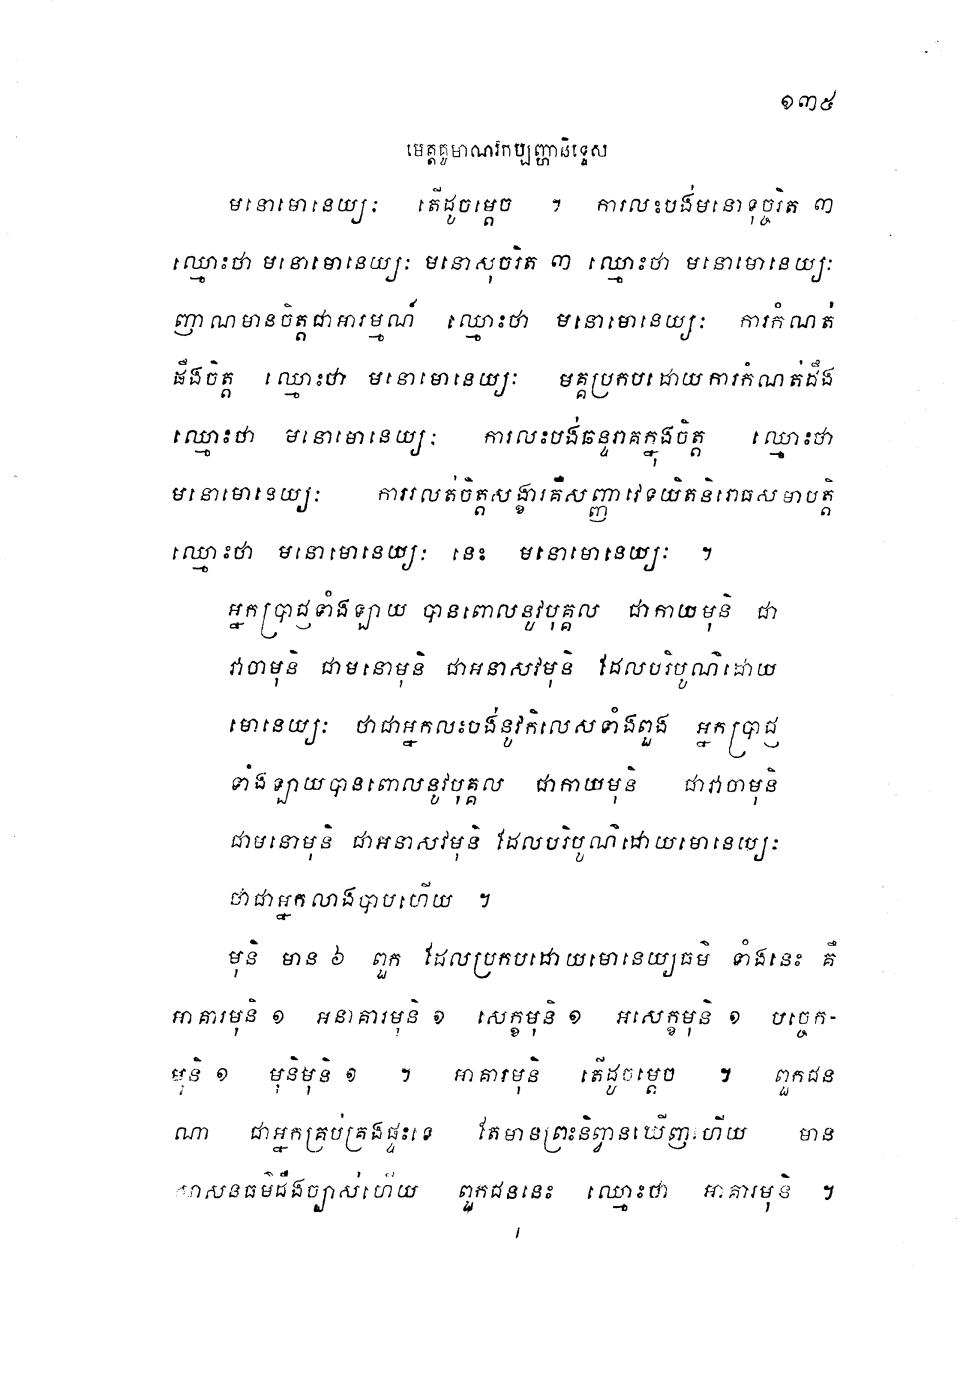 ១៣៥
មេត្តគូមាណវកប្បញ្ហានិទ្ទេស
មនោមោនេយ្យៈ តើដូចម្តេច ។ ការលះបង់មនោទុច្ចរិត ៣
ឈ្មោះថា មនោមោនេយ្យៈ មនោសុចរិត ៣ ឈ្មោះថា មនោមោនេយ្យៈ
ញាណមានចិត្តជាអារម្មណ៍ ឈ្មោះថា មនោមោនេយ្យៈ ការកំណត់
ដឹងចិត្ត ឈ្មោះថា មនោមោនេយ្យៈ មគ្គប្រកបដោយការកំណត់ដឹង
ឈ្មោះថា មនោមោនេយ្យៈ ការលះបង់ឆន្ទរាគក្នុងចិត្ត ឈ្មោះថា
មនោមោនេយ្យៈ ការរលត់ចិត្តសង្ខារគឺសញ្ញាវេទយិតនិរោធសមាបត្តិ
ឈ្មោះថា មនោមោនេយ្យៈ នេះ មនោមោនេយ្យៈ ។
អ្នកប្រាជ្ញទាំងឡាយ បានពោលនូវបុគ្គល ជាកាយមុនិ ជា
វាចាមុនិ ជាមនោមុនិ ជាអនាសវមុនិ ដែលបរិបូណ៌ដោយ
មោនេយ្យៈ ថាជាអ្នកលះបង់នូវកិលេសទាំងពួង អ្នកប្រាជ្ញ
ទាំងឡាយបានពោលនូវបុគ្គល ជាកាយមុនិ ជាវាចាមុនិ
ជាមនោមុនិ ជាអនាសវមុនិ ដែលបរិបូណ៌ដោយមោនេយ្យៈ
ថាជាអ្នកលាងបាបហើយ ។
មុនិ មាន ៦ ពួក ដែលប្រកបដោយមោនេយ្យធម៌ ទាំងនេះ គឺ
អាគារមុនិ ១ អនាគារមុនិ ១ សេក្ខមុនិ ១ អសេក្ខមុនិ ១ បច្ចេក-
មុនិ ១ មុនិមុនិ ១ ។ អាគារមុនិ តើដូចម្តេច ។ ពួកជន
ណា ជាអ្នកគ្រប់គ្រងផ្ទះទេ តែមានព្រះនិព្វានឃើញហើយ មាន
សាសនធម៌ដឹងច្បាស់ហើយ ពួកជននេះ ឈ្មោះថា អាគារមុនិ ។